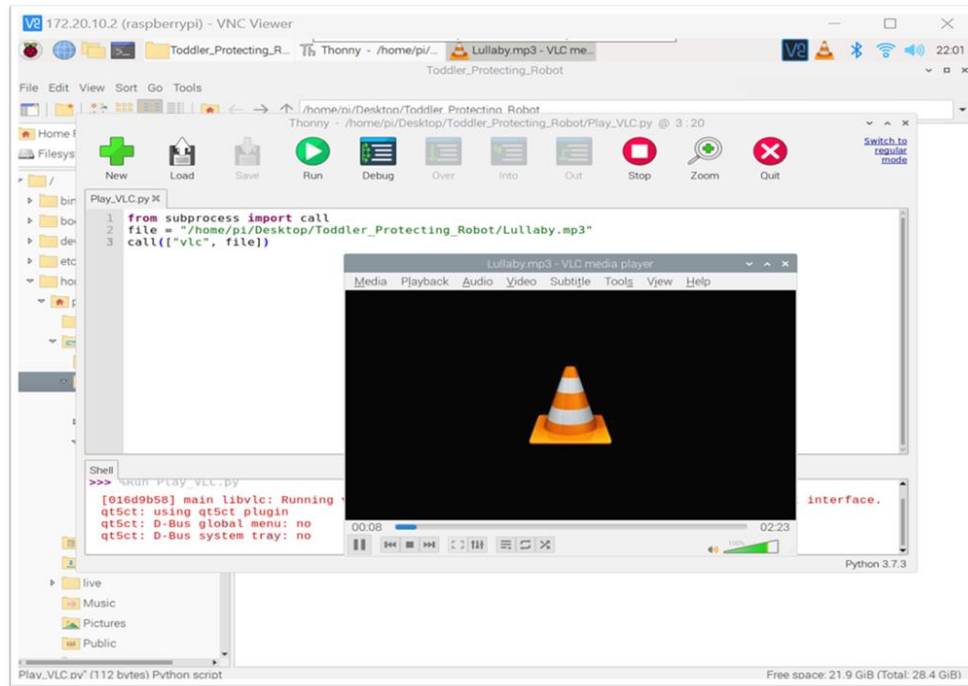 172.20.10.2 (raspberrypi) - VNC Viewer
Toddler_Protecting_R... Thonny - /home/pi/... Lullaby.mp3 - VLC me... 22:01
Toddler_Protecting_Robot
File Edit View Sort Go Tools
/home/pi/Desktop/Toddler_Protecting_Robot
Thonny - /home/pi/Desktop/Toddler_Protecting_Robot/Play_VLC.py @ 3:20
Home
Filesys
New Load Save Run Debug Over Into Out Stop Zoom Quit
Switch to
regular
mode
/
bin
boo
dev
etc
Play_VLC.py
1 from subprocess import call
2 file = "/home/pi/Desktop/Toddler_Protecting_Robot/Lullaby.mp3"
3 call(["vlc", file])
Lullaby.mp3 - VLC media player
Media Playback Audio Video Subtitle Tools View Help
00:08 02:23
100%
Shell
>>> %Run Play_VLC.py
[016d9b58] main libvlc: Running interface.
qt5ct: using qt5ct plugin
qt5ct: D-Bus global menu: no
qt5ct: D-Bus system tray: no
Python 3.7.3
live
Music
Pictures
Public
Play_VLC.py" (112 bytes) Python script
Free space: 21.9 GiB (Total: 28.4 GiB)